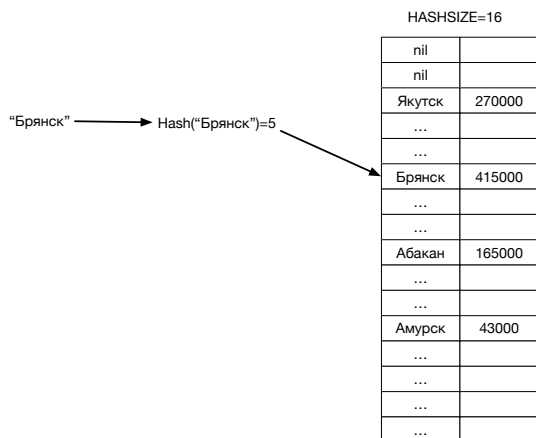 HASHSIZE=16
nil
nil
Якутск 270000
...
...
“Брянск” Hash(“Брянск”)=5
Брянск 415000
...
...
Абакан 165000
...
...
Амурск 43000
...
...
...
...